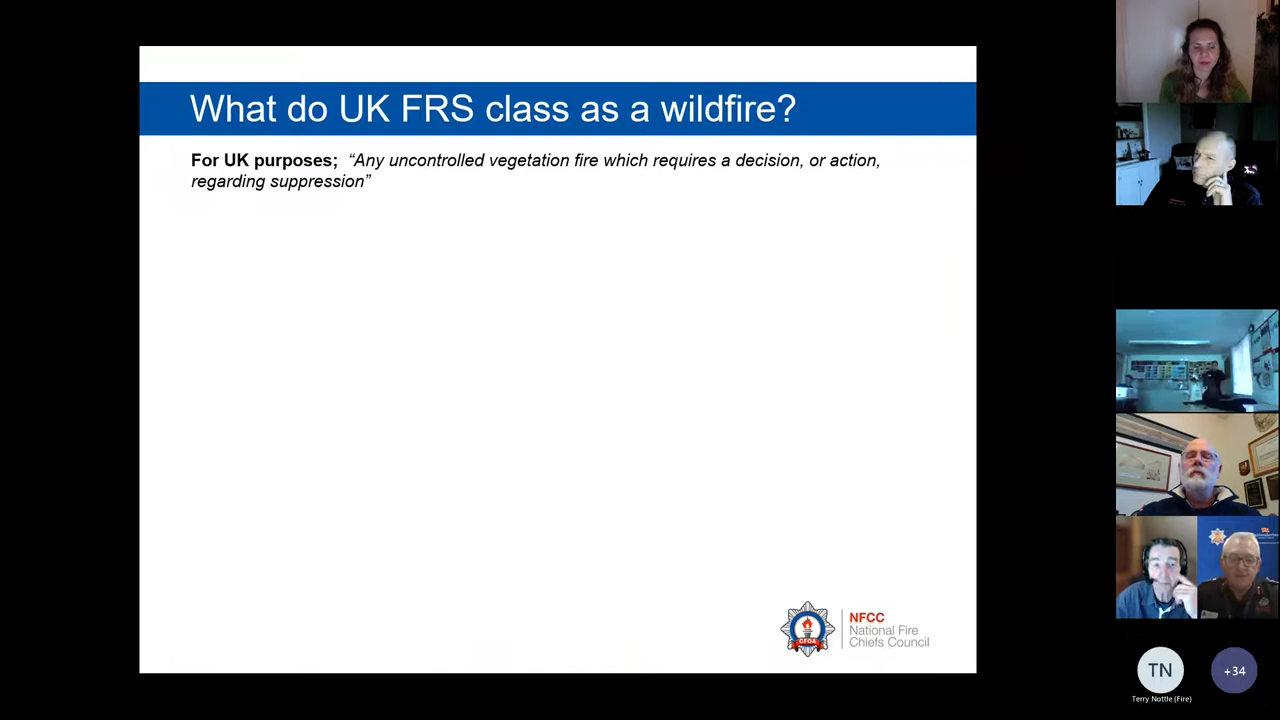 What do UK FRS class as a wildfire?
For UK purposes; “Any uncontrolled vegetation fire which requires a decision, or action,
regarding suppression”
CFOA
NFCC
National Fire
Chiefs Council
TN
+34
Terry Nottle (Fire)